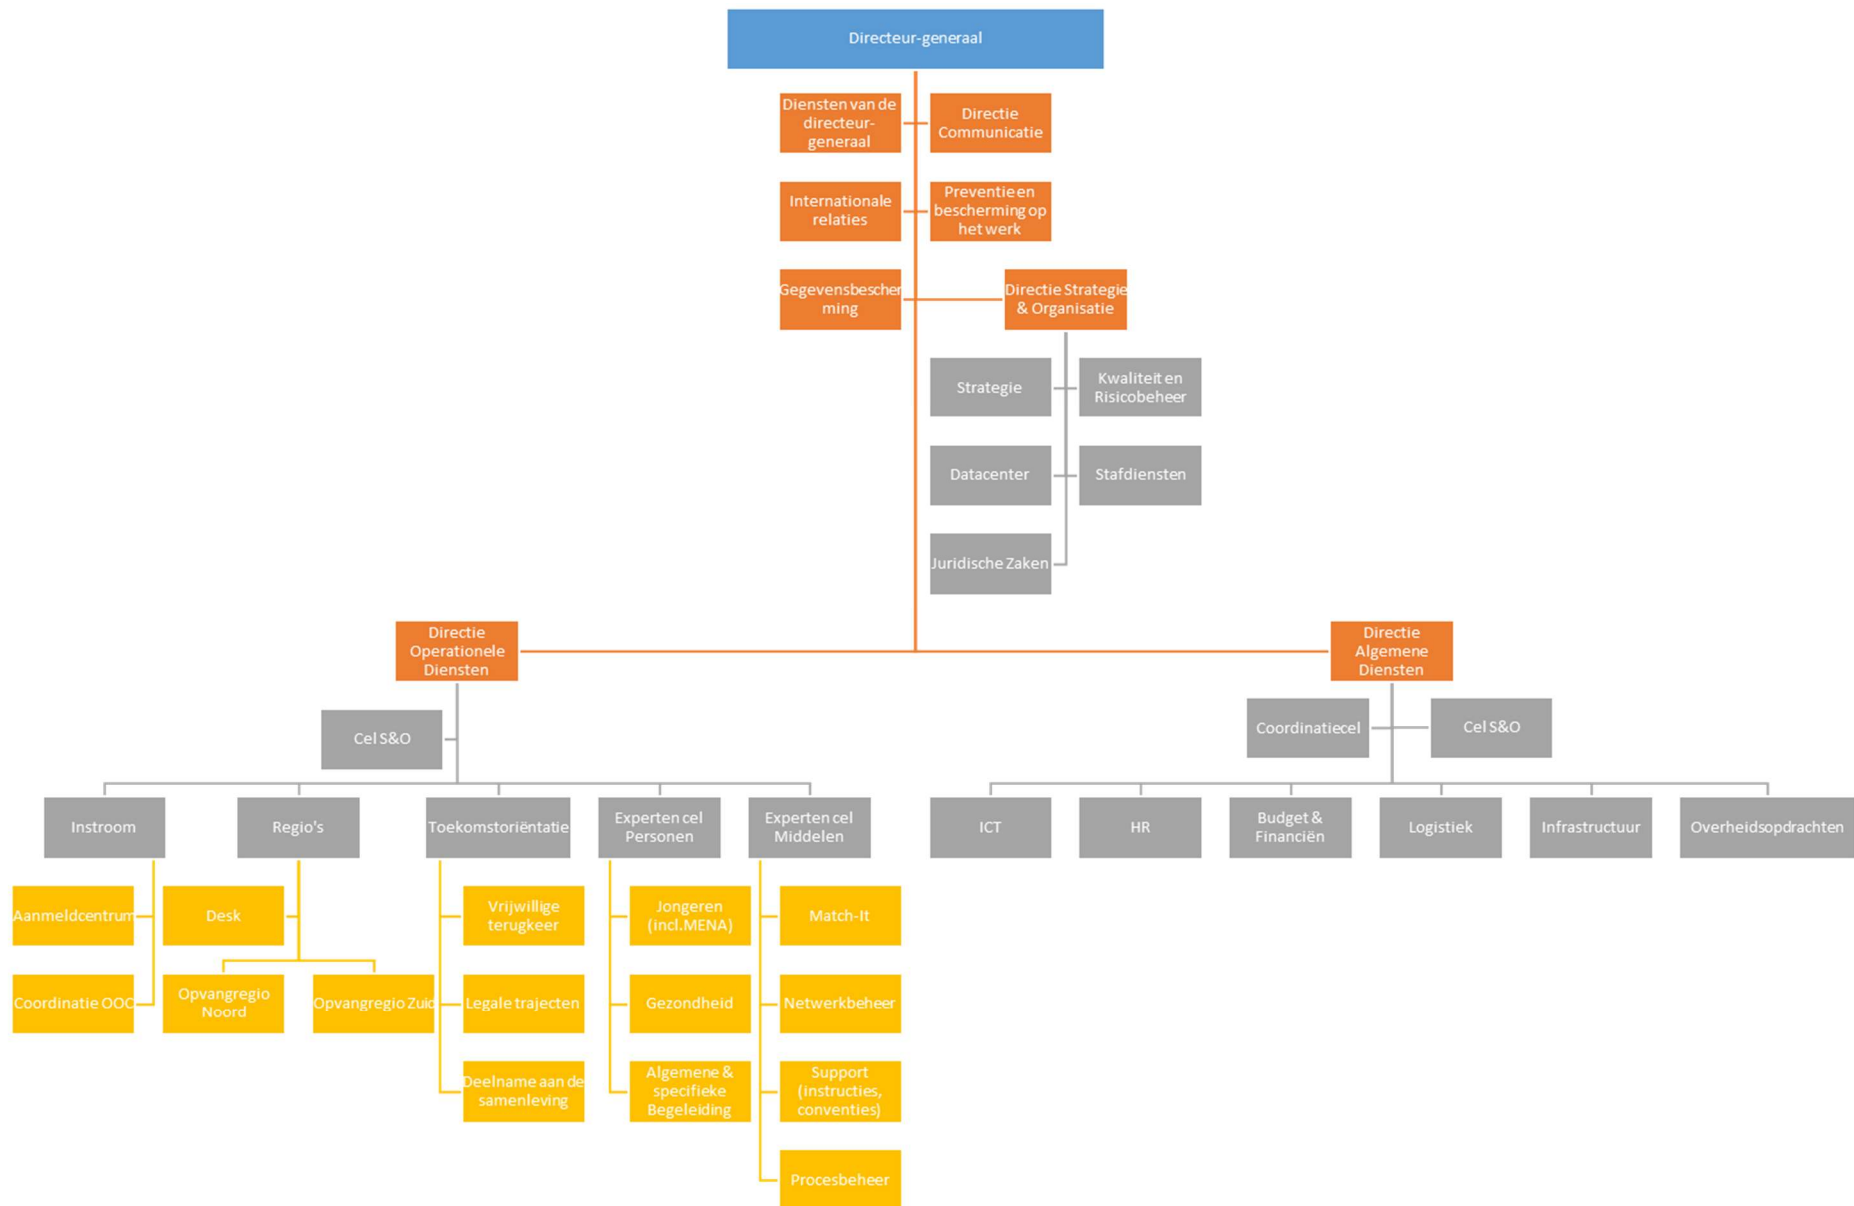 Directeur-generaal
Diensten van de
directeur-
generaal
Directie
Communicatie
Internationale
relaties
Preventie en
bescherming op
het werk
Gegevensbescher
ming
Directie Strategie
& Organisatie
Strategie
Kwaliteit en
Risicobeheer
Datacenter
Stafdiensten
Juridische Zaken
Directie
Operationele
Diensten
Directie
Algemene
Diensten
Cel S&O
Coordinatiecel
Cel S&O
Instroom
Regio's
Toekomstoriëntatie
Experten cel
Personen
Experten cel
Middelen
ICT
HR
Budget &
Financiën
Logistiek
Infrastructuur
Overheidsopdrachten
Aanmeldcentrum
Desk
Vrijwillige
terugkeer
Jongeren
(incl.MENA)
Match-It
Coordinatie OOC
Opvangregio
Noord
Opvangregio Zuid
Legale trajecten
Gezondheid
Netwerkbeheer
Deelname aan de
samenleving
Algemene &
specifieke
Begeleiding
Support
(instructies,
conventies)
Procesbeheer